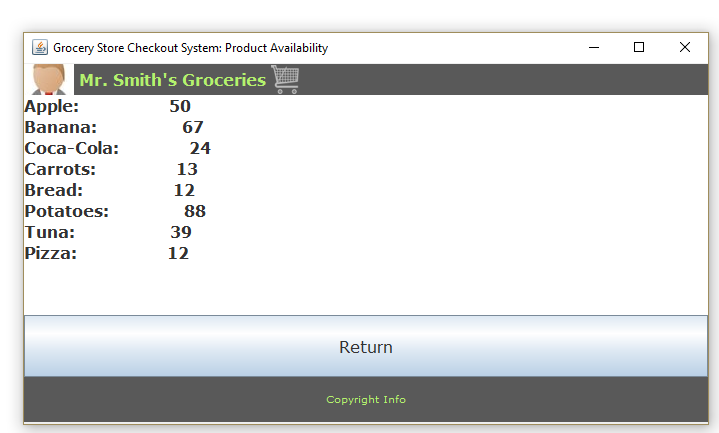 Grocery Store Checkout System: Product Availability
Mr. Smith's Groceries
Apple: 50
Banana: 67
Coca-Cola: 24
Carrots: 13
Bread: 12
Potatoes: 88
Tuna: 39
Pizza: 12
Return
Copyright Info